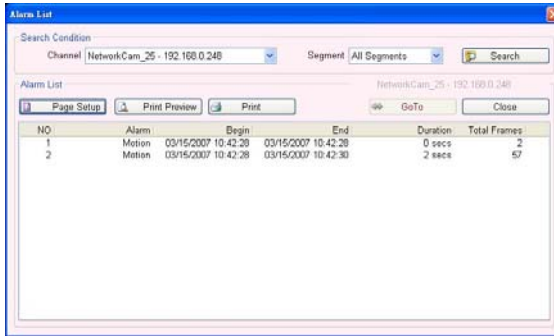 Alarm List
Search Condition
Channel NetworkCam_25 - 192.168.0.248 Segment All Segments Search
Alarm List NetworkCam_25 - 192.168.0.248
Page Setup Print Preview Print GoTo Close
NO Alarm Begin End Duration Total Frames
1 Motion 03/15/2007 10:42:28 03/15/2007 10:42:28 0 secs 2
2 Motion 03/15/2007 10:42:28 03/15/2007 10:42:30 2 secs 57